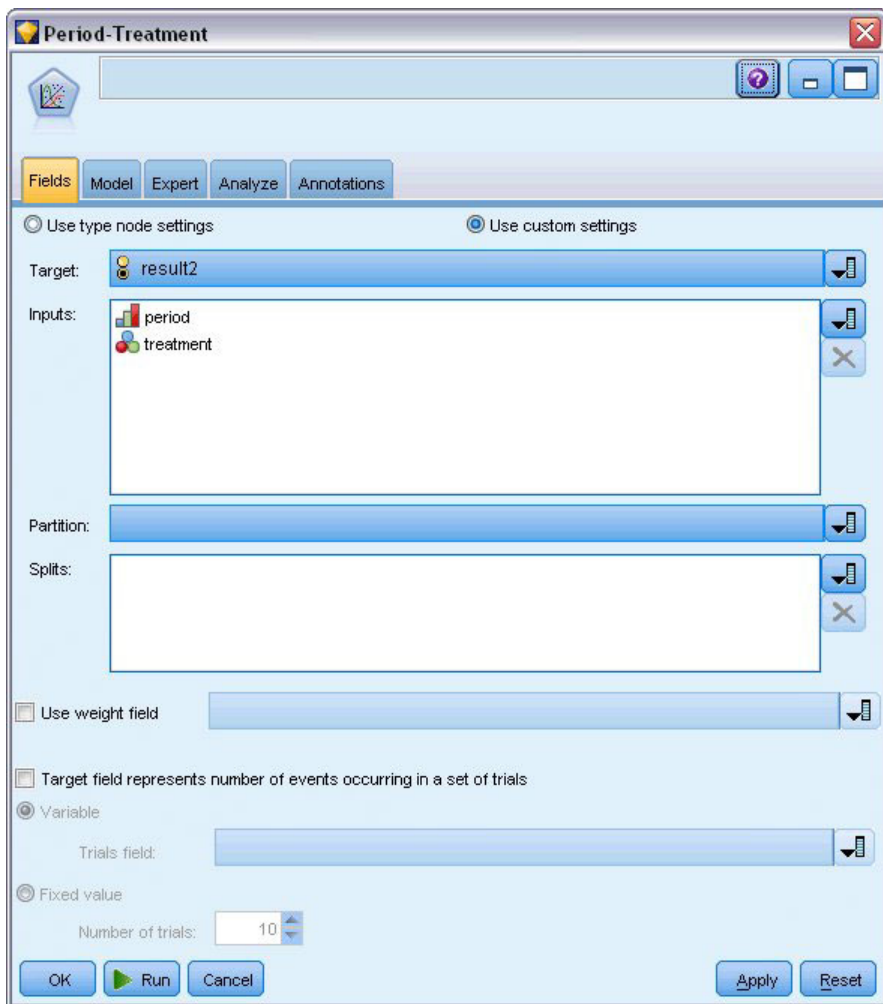 Period-Treatment
Fields Model Expert Analyze Annotations
Use type node settings Use custom settings
Target: result2
Inputs: period
treatment
Partition:
Splits:
Use weight field
Target field represents number of events occurring in a set of trials
Variable
Trials field:
Fixed value
Number of trials: 10
OK Run Cancel Apply Reset